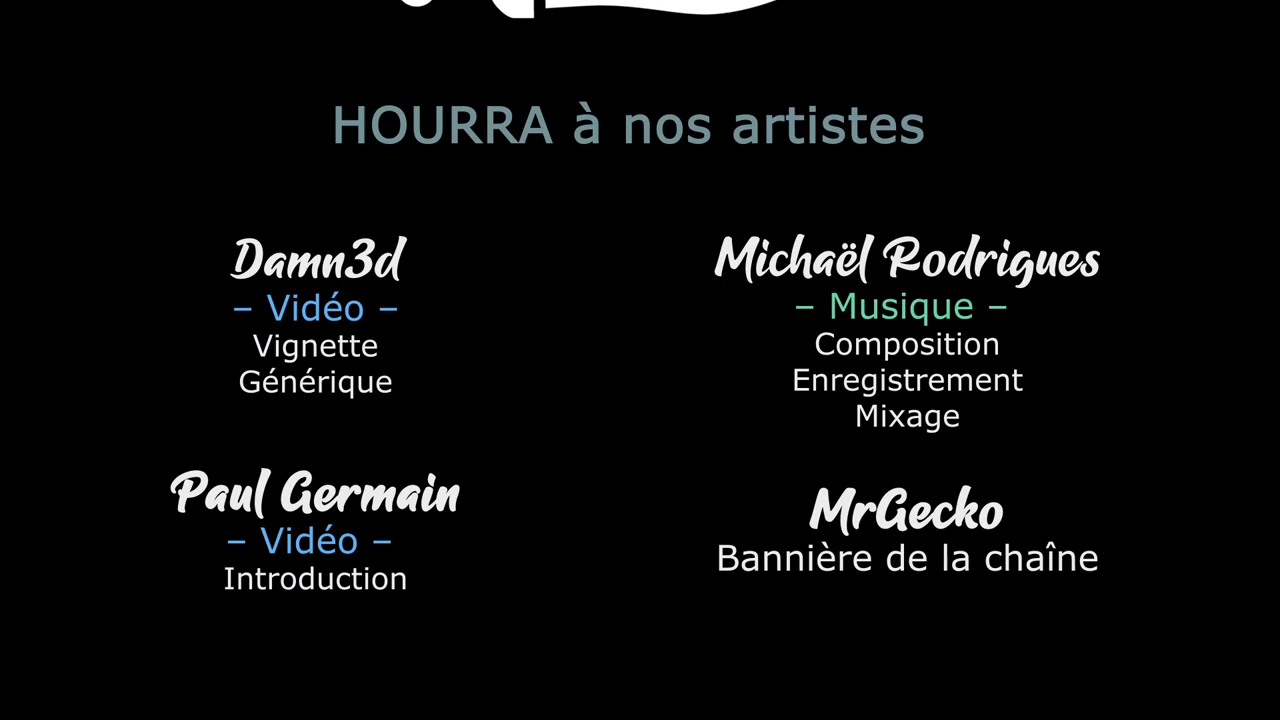 HOURRA à nos artistes
Damn3d
– Vidéo –
Vignette
Générique
Michaël Rodrigues
– Musique –
Composition
Enregistrement
Mixage
Paul Germain
– Vidéo –
Introduction
MrGecko
Bannière de la chaîne